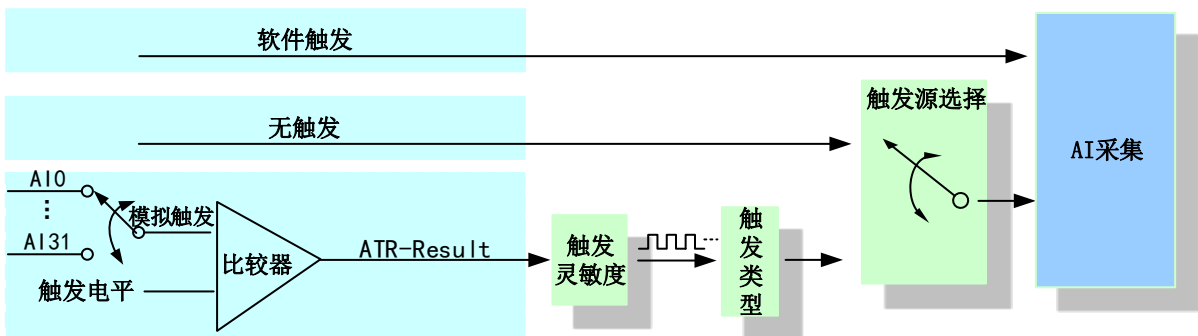 软件触发
无触发
触发源选择
AI采集
AI0
⋮
AI31
模拟触发
触发电平
比较器
ATR-Result
触发
灵敏度
触
发
类
型